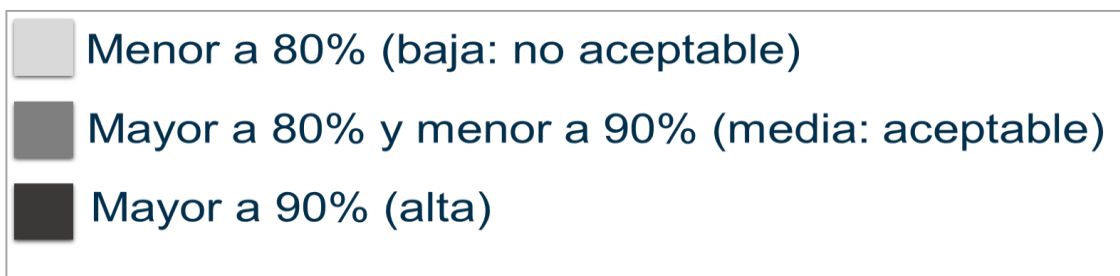 Menor a 80% (baja: no aceptable)
Mayor a 80% y menor a 90% (media: aceptable)
Mayor a 90% (alta)